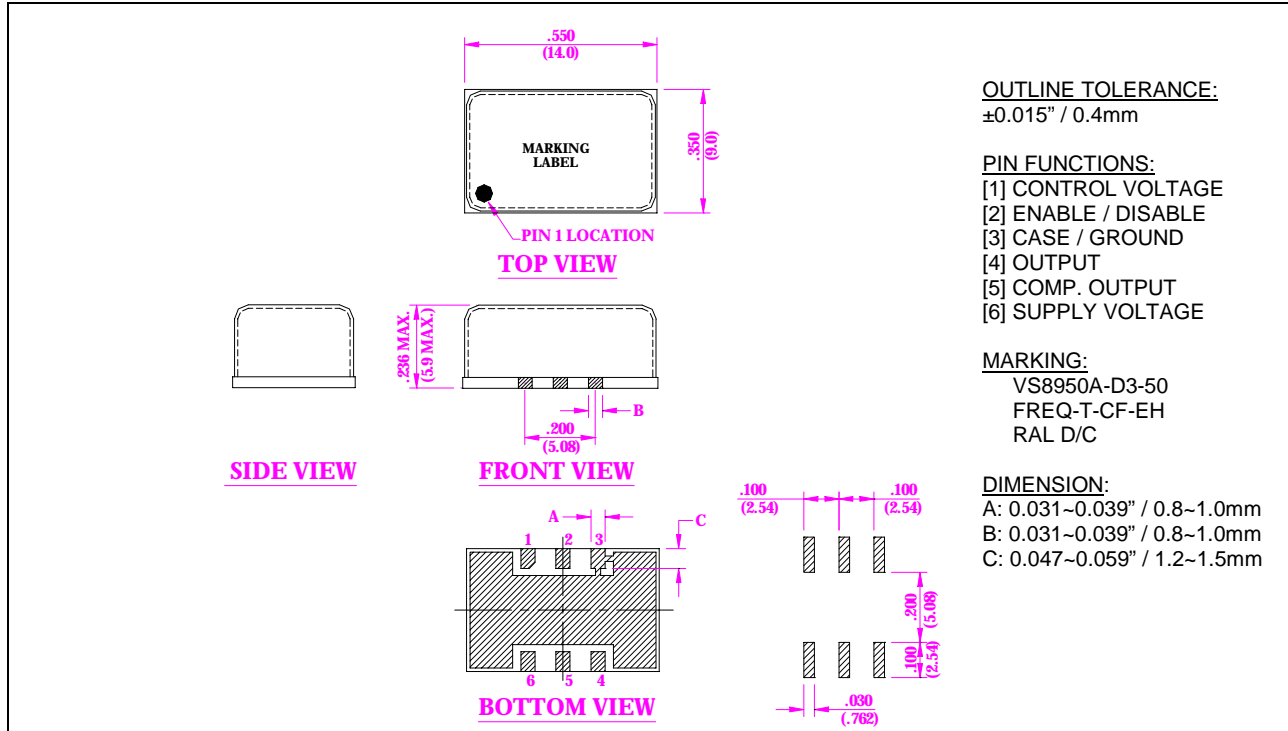 .550
(14.0)
MARKING
LABEL
.350
(9.0)
PIN 1 LOCATION
TOP VIEW
.236 MAX.
(5.9 MAX.)
B
.200
(5.08)
SIDE VIEW
FRONT VIEW
A
C
1
2
3
6
5
4
BOTTOM VIEW
.100
(2.54)
.100
(2.54)
.200
(5.08)
.100
(2.54)
.030
(.762)
OUTLINE TOLERANCE:
±0.015” / 0.4mm
PIN FUNCTIONS:
[1] CONTROL VOLTAGE
[2] ENABLE / DISABLE
[3] CASE / GROUND
[4] OUTPUT
[5] COMP. OUTPUT
[6] SUPPLY VOLTAGE
MARKING:
VS8950A-D3-50
FREQ-T-CF-EH
RAL D/C
DIMENSION:
A: 0.031~0.039” / 0.8~1.0mm
B: 0.031~0.039” / 0.8~1.0mm
C: 0.047~0.059” / 1.2~1.5mm